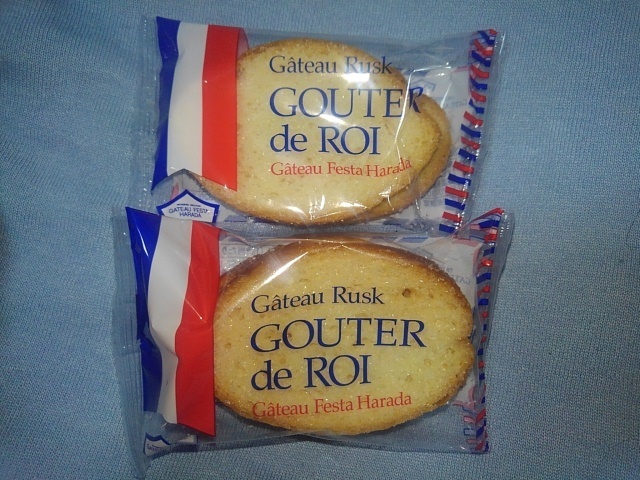 Gâteau Rusk
GOUTER
de ROI
Gâteau Festa Harada
GATEAU FESTA
HARADA
Gâteau Rusk
GOUTER
de ROI
Gâteau Festa Harada